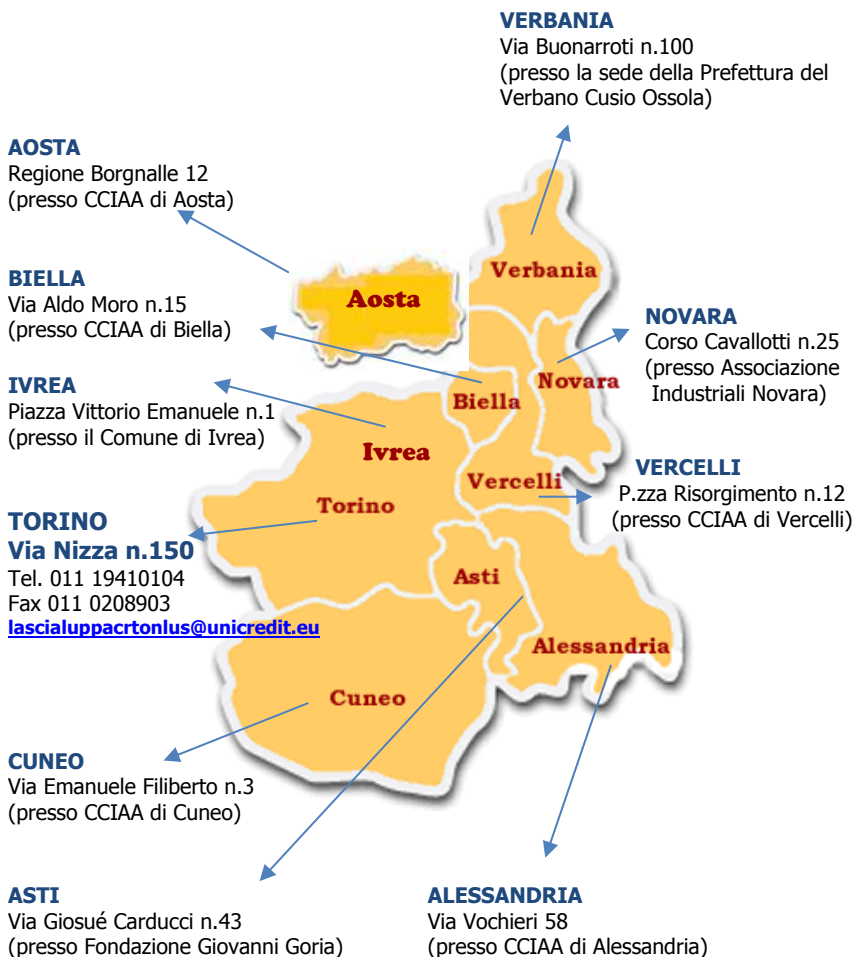 VERBANIA
Via Buonarroti n.100
(presso la sede della Prefettura del
Verbano Cusio Ossola)
AOSTA
Regione Borgnalle 12
(presso CCIAA di Aosta)
BIELLA
Via Aldo Moro n.15
(presso CCIAA di Biella)
IVREA
Piazza Vittorio Emanuele n.1
(presso il Comune di Ivrea)
TORINO
Via Nizza n.150
Tel. 011 19410104
Fax 011 0208903
lascialuppacrtonlus@unicredit.eu
Verbania
Aosta
Novara
Biella
Ivrea
Vercelli
Torino
Asti
Alessandria
Cuneo
NOVARA
Corso Cavallotti n.25
(presso Associazione
Industriali Novara)
VERCELLI
P.zza Risorgimento n.12
(presso CCIAA di Vercelli)
CUNEO
Via Emanuele Filiberto n.3
(presso CCIAA di Cuneo)
ASTI
Via Giosué Carducci n.43
(presso Fondazione Giovanni Goria)
ALESSANDRIA
Via Vochieri 58
(presso CCIAA di Alessandria)